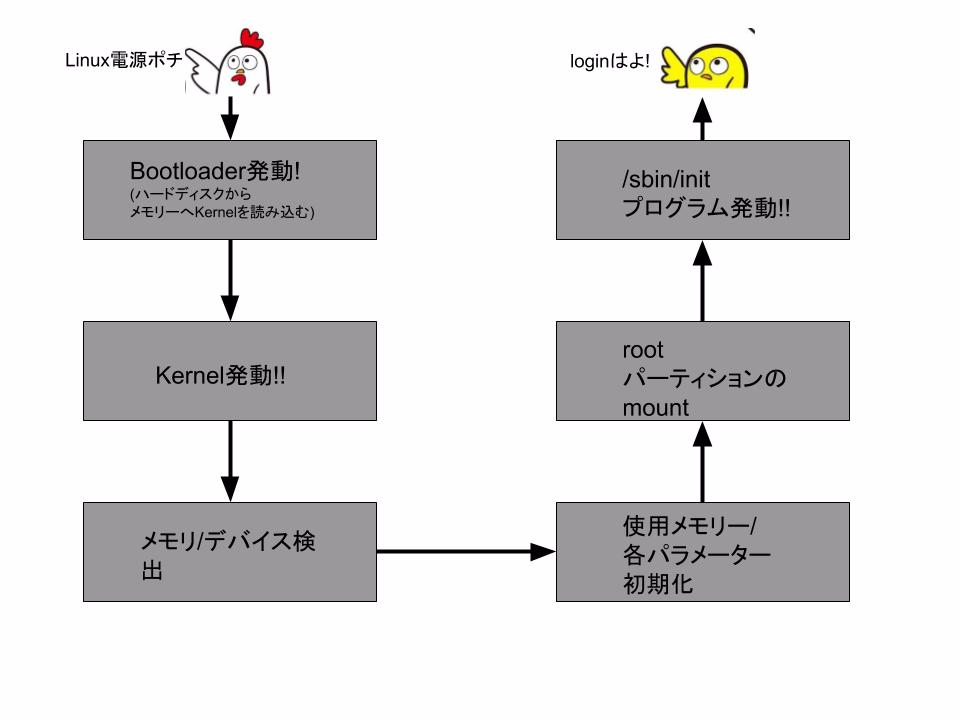 Linux電源ポチ
Bootloader発動!
(ハードディスクから
メモリーへKernelを読み込む)
Kernel発動!!
メモリ/デバイス検
出
使用メモリー/
各パラメーター
初期化
root
パーティションの
mount
/sbin/init
プログラム発動!!
loginはよ!